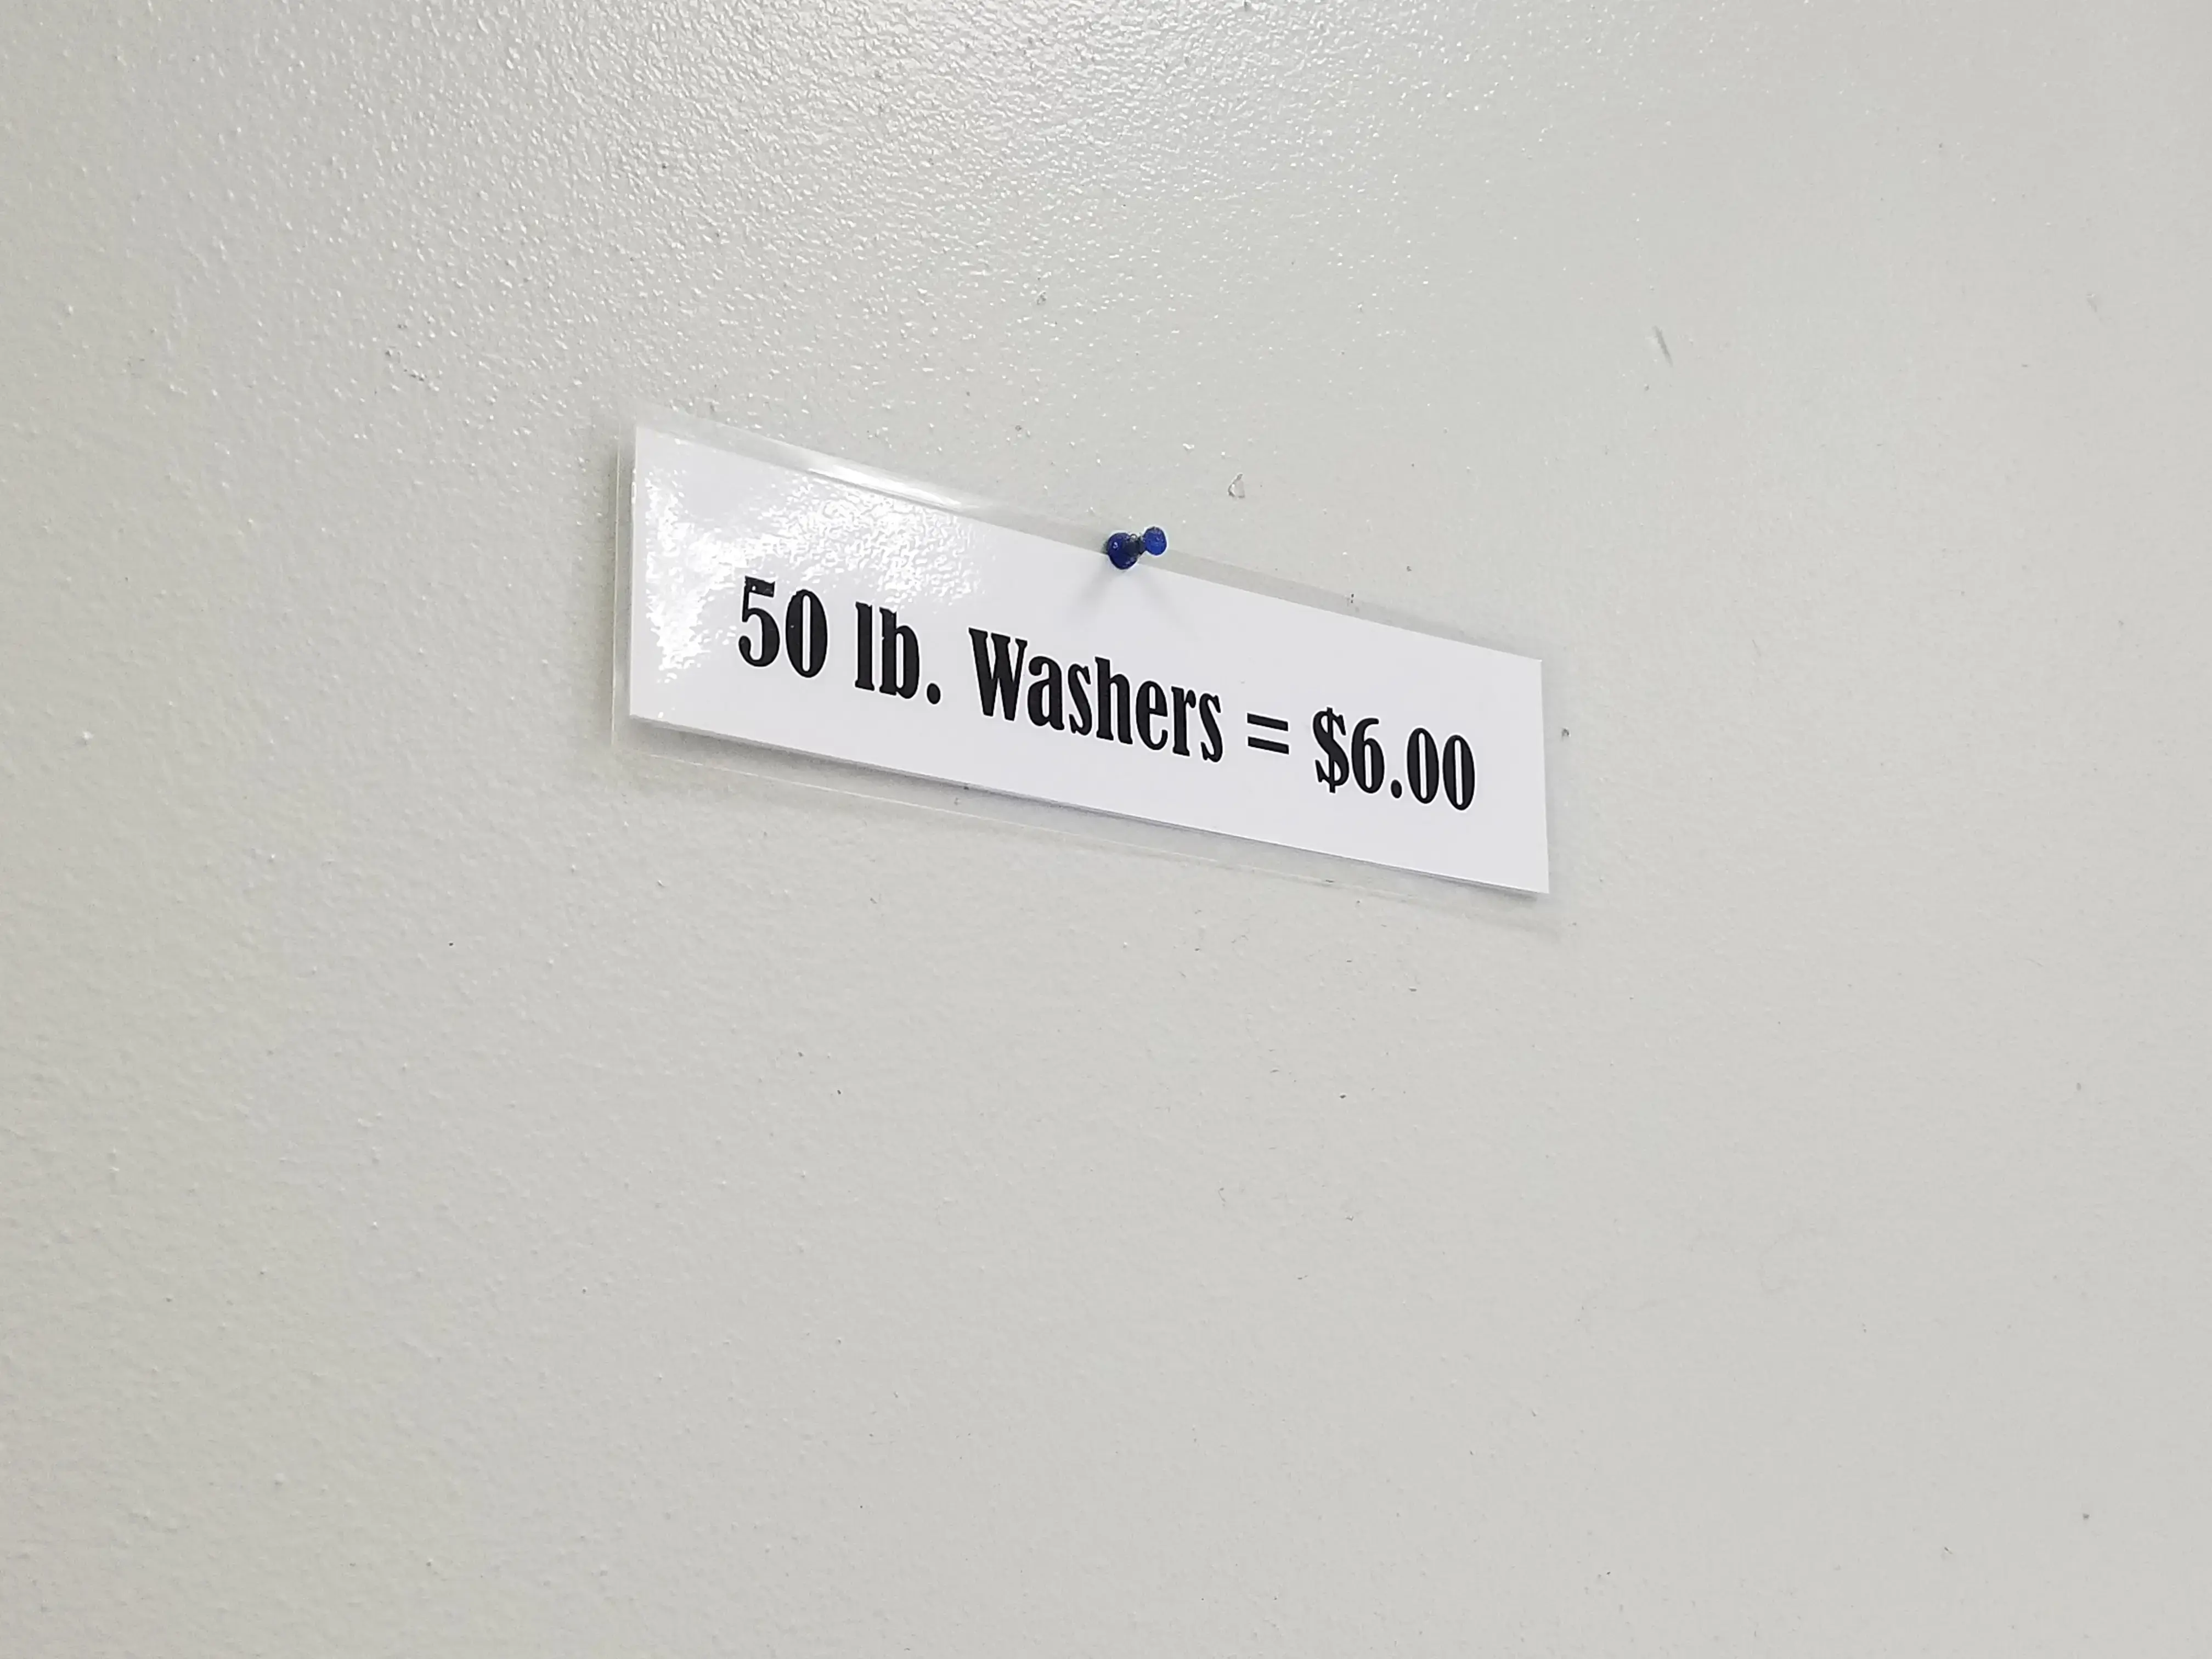 50 lb. Washers = $6.00